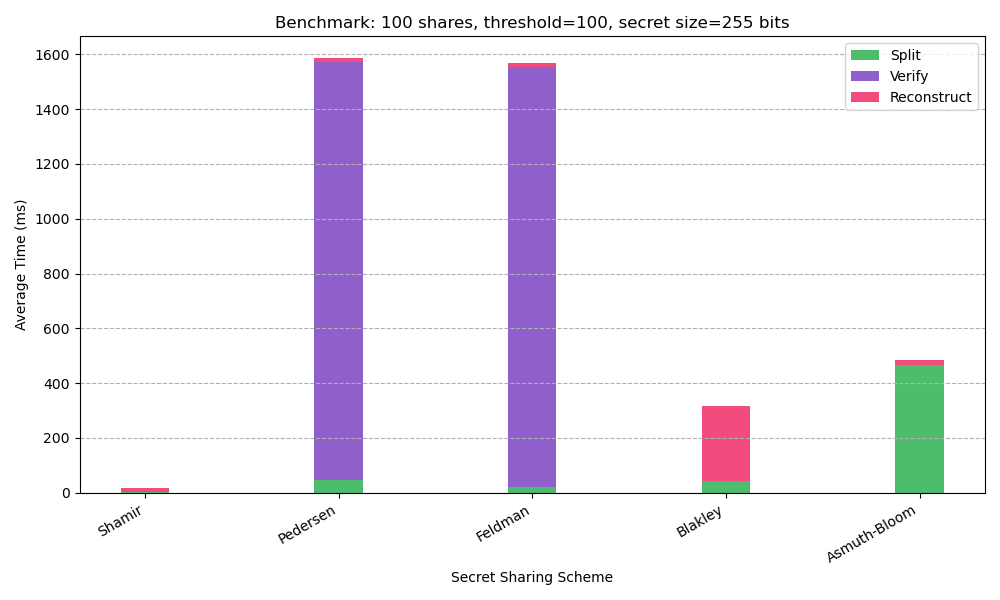 Benchmark: 100 shares, threshold=100, secret size=255 bits
Split
Verify
Reconstruct
Average Time (ms)
1600
1400
1200
1000
800
600
400
200
0
Shamir
Pedersen
Feldman
Blakley
Asmuth-Bloom
Secret Sharing Scheme